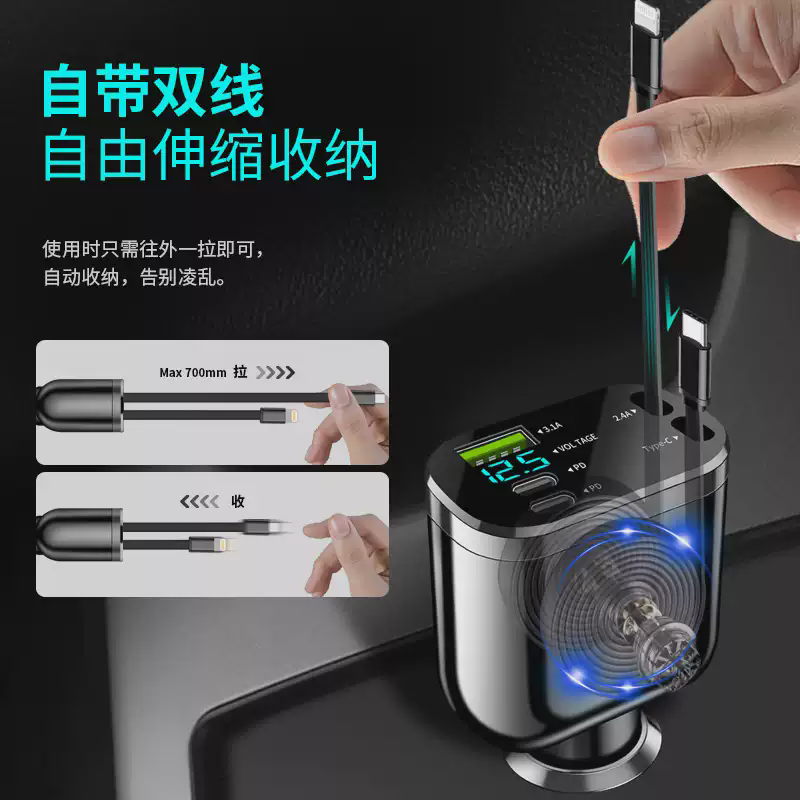 自带双线
自由伸缩收纳
使用时只需往外一拉即可，
自动收纳，告别凌乱。
Max 700mm 拉
收
3.1A
2.4A
VOLTAGE
Type-C
12.5
PD
PD